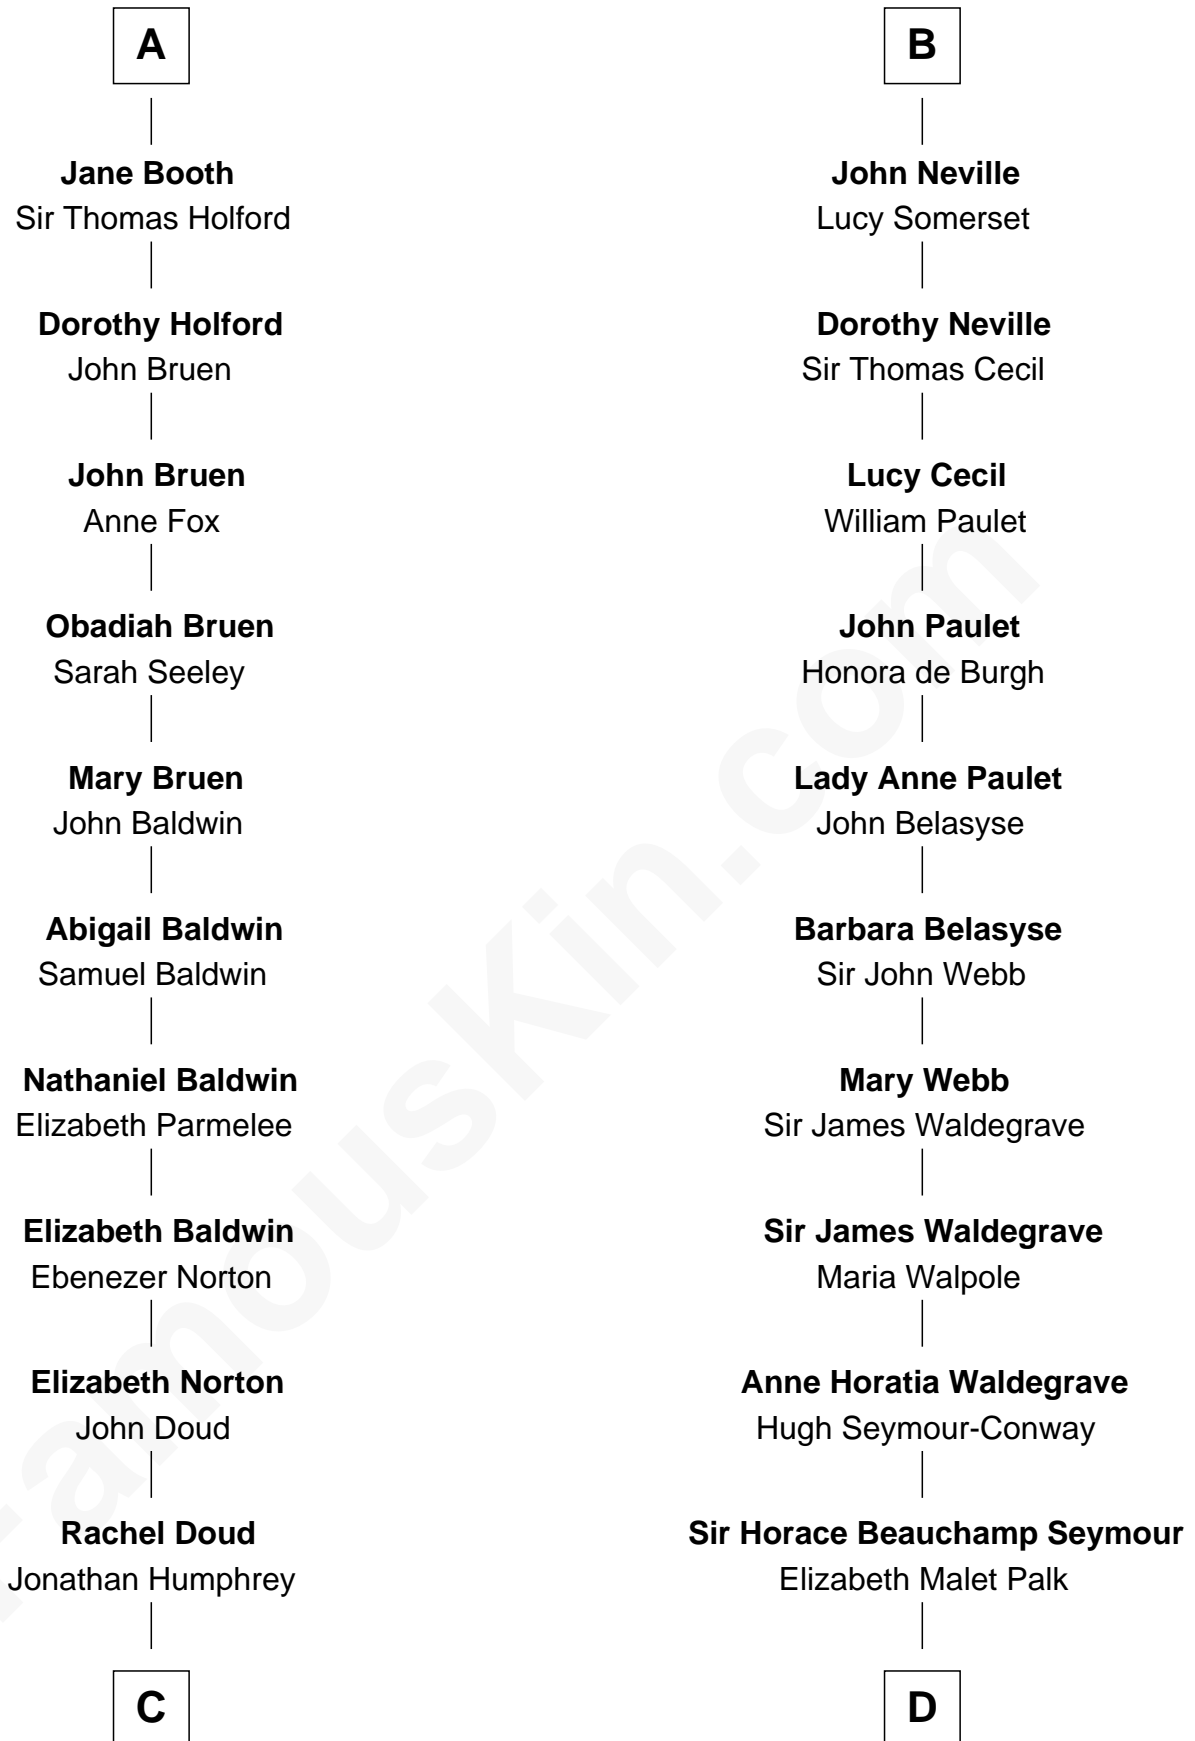 A
Jane Booth
Sir Thomas Holford
Dorothy Holford
John Bruen
John Bruen
Anne Fox
Obadiah Bruen
Sarah Seeley
Mary Bruen
John Baldwin
Abigail Baldwin
Samuel Baldwin
Nathaniel Baldwin
Elizabeth Parmelee
Elizabeth Baldwin
Ebenezer Norton
Elizabeth Norton
John Doud
Rachel Doud
Jonathan Humphrey
C
B
John Neville
Lucy Somerset
Dorothy Neville
Sir Thomas Cecil
Lucy Cecil
William Paulet
John Paulet
Honora de Burgh
Lady Anne Paulet
John Belasyse
Barbara Belasyse
Sir John Webb
Mary Webb
Sir James Waldegrave
Sir James Waldegrave
Maria Walpole
Anne Horatia Waldegrave
Hugh Seymour-Conway
Sir Horace Beauchamp Seymour
Elizabeth Malet Palk
D
FamousKin.com